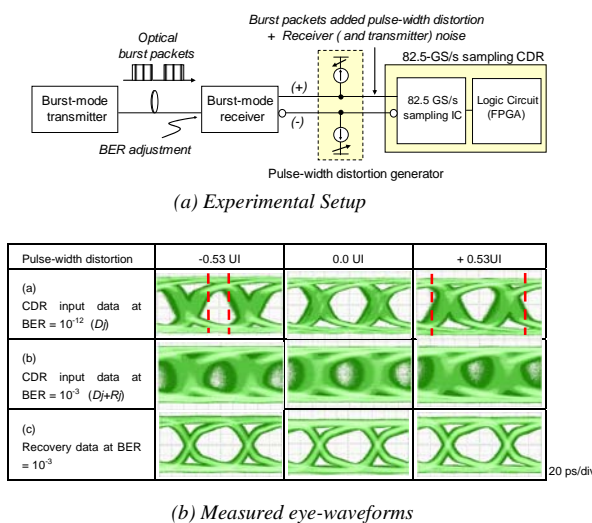 Burst packets added pulse-width distortion
+ Receiver ( and transmitter) noise
Optical
burst packets
82.5-GS/s sampling CDR
(+)
Burst-mode
transmitter
Burst-mode
receiver
82.5 GS/s
sampling IC
Logic Circuit
(FPGA)
(-)
BER adjustment
Pulse-width distortion generator
(a) Experimental Setup
Pulse-width distortion
-0.53 UI
0.0 UI
+ 0.53UI
(a)
CDR input data at
BER = 10⁻¹² (Dj)
(b)
CDR input data at
BER = 10⁻³ (Dj+Rj)
(c)
Recovery data at BER
= 10⁻³
20 ps/div
(b) Measured eye-waveforms